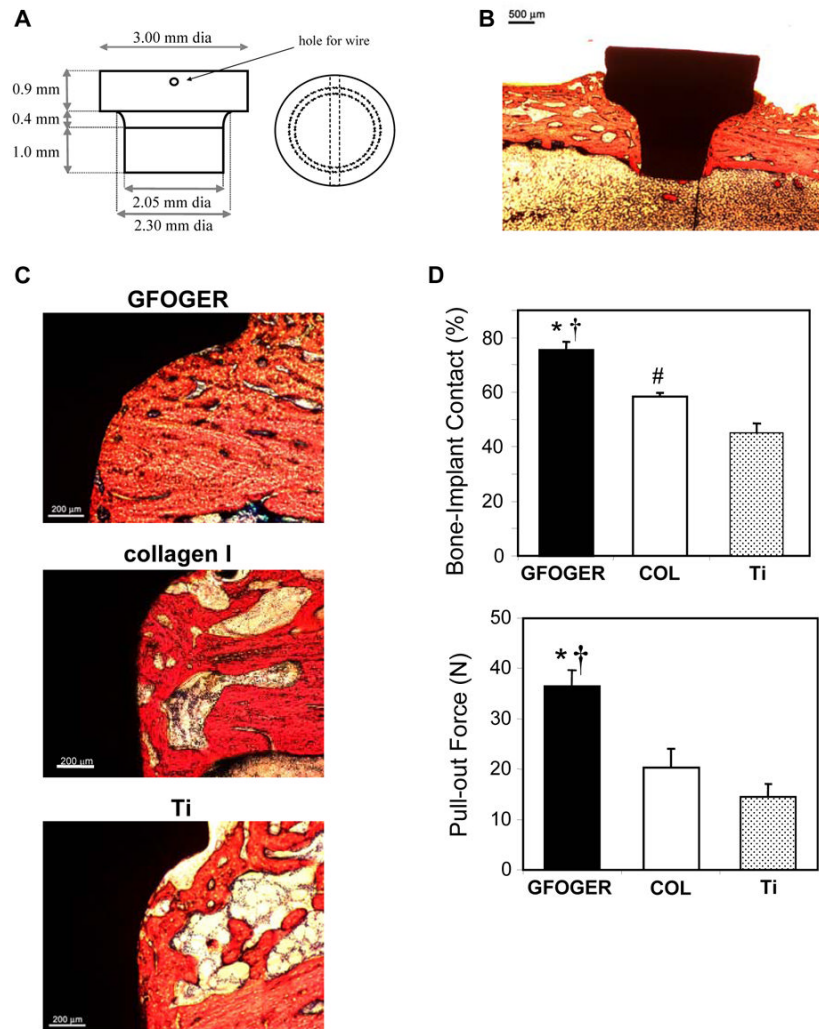 A
3.00 mm dia
hole for wire
0.9 mm
0.4 mm
1.0 mm
2.05 mm dia
2.30 mm dia
B
500 μm
C
GFOGER
200 μm
collagen I
200 μm
Ti
200 μm
D
Bone-Implant Contact (%)
80
60
40
20
0
* †
#
GFOGER COL Ti
Pull-out Force (N)
50
40
30
20
10
0
* †
GFOGER COL Ti